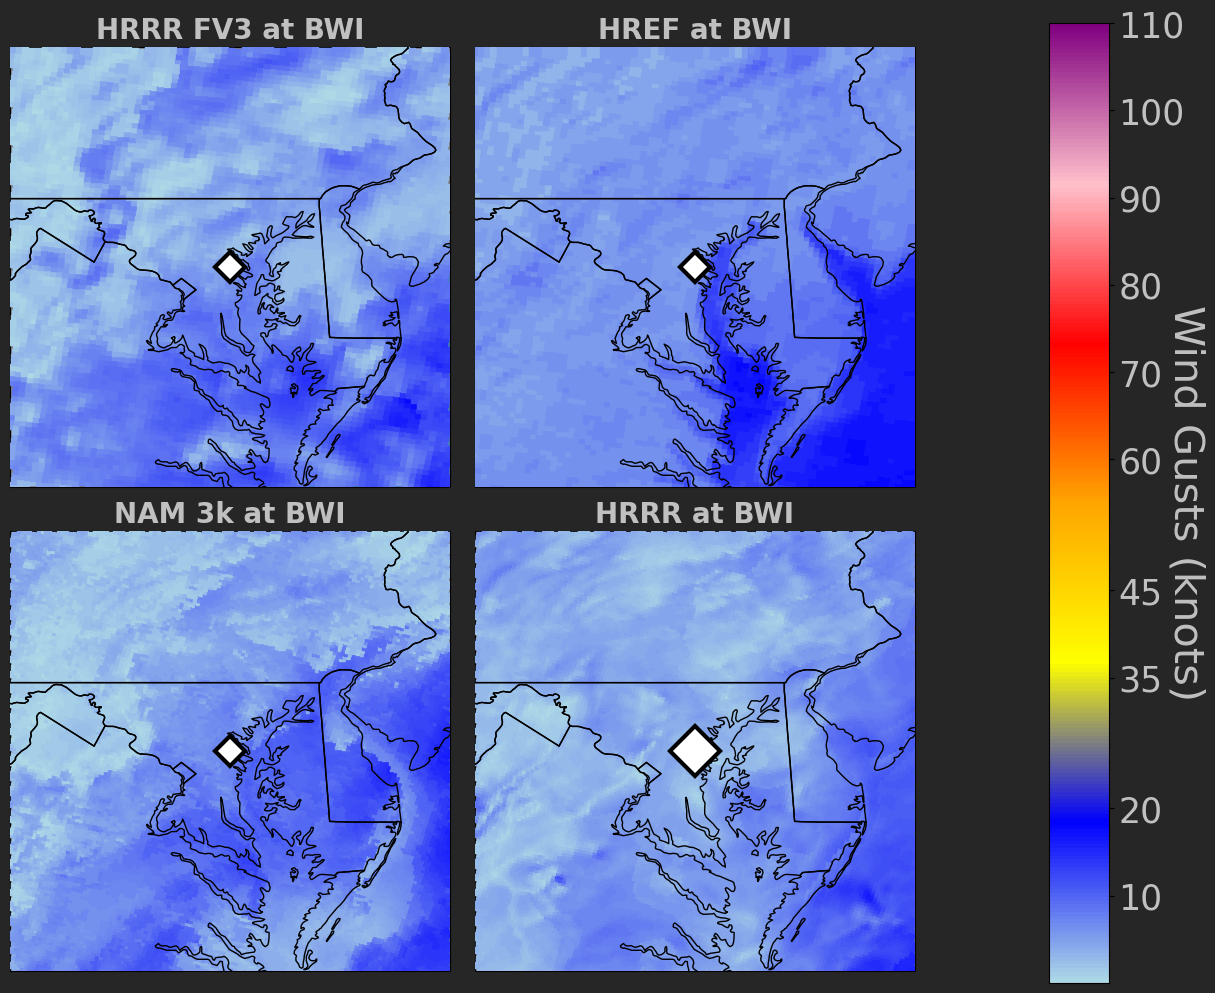 HRRR FV3 at BWI
HREF at BWI
NAM 3k at BWI
HRRR at BWI
110
100
90
80
70
60
45
35
20
10
Wind Gusts (knots)